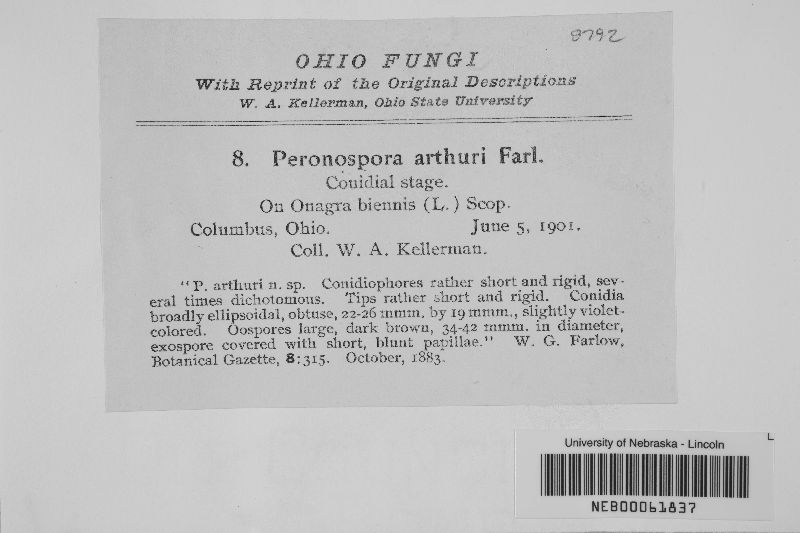 8792
OHIO FUNGI
With Reprint of the Original Descriptions
W. A. Kellerman, Ohio State University
8. Peronospora arthuri Farl.
Conidial stage.
On Onagra biennis (L.) Scop.
Columbus, Ohio. June 5, 1901.
Coll. W. A. Kellerman.
"P. arthuri n. sp. Conidiophores rather short and rigid, sev-
eral times dichotomous. Tips rather short and rigid. Conidia
broadly ellipsoidal, obtuse, 22-26 mmm. by 19 mmm., slightly violet-
colored. Oospores large, dark brown, 34-42 mmm. in diameter,
exospore covered with short, blunt papillae." W. G. Farlow,
Botanical Gazette, 8:315. October, 1883.
L
University of Nebraska - Lincoln
NEB00061837